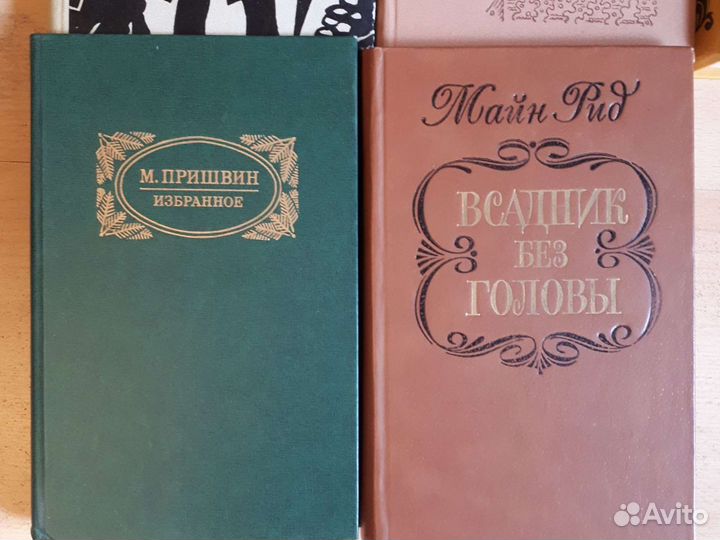 М. ПРИШВИН
ИЗБРАННОЕ
Майн Рид
ВСАДНИК
БЕЗ
ГОЛОВЫ
Avito